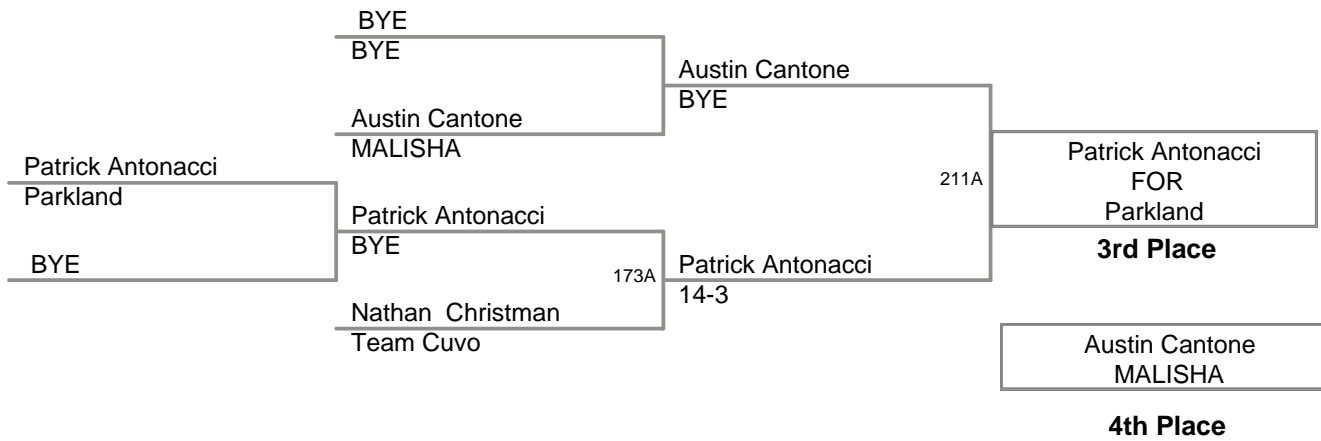 BYE
BYE
Austin Cantone
BYE
Austin Cantone
MALISHA
Patrick Antonacci
Parkland
Patrick Antonacci
FOR
Parkland
211A
Patrick Antonacci
BYE
3rd Place
BYE
173A
Patrick Antonacci
14-3
Nathan Christman
Team Cuvo
Austin Cantone
MALISHA
4th Place